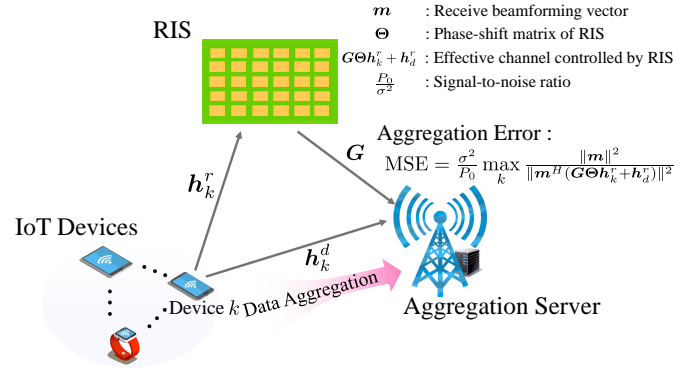 RIS
m : Receive beamforming vector
Θ : Phase-shift matrix of RIS
GΘh_k^r + h_d^r : Effective channel controlled by RIS
P_0/σ^2 : Signal-to-noise ratio
Aggregation Error :
MSE = σ^2/P_0 max_k ‖m‖^2/‖m^H(GΘh_k^r+h_d^r)‖^2
G
h_k^r
IoT Devices
h_k^d
Device k
Data Aggregation
Aggregation Server